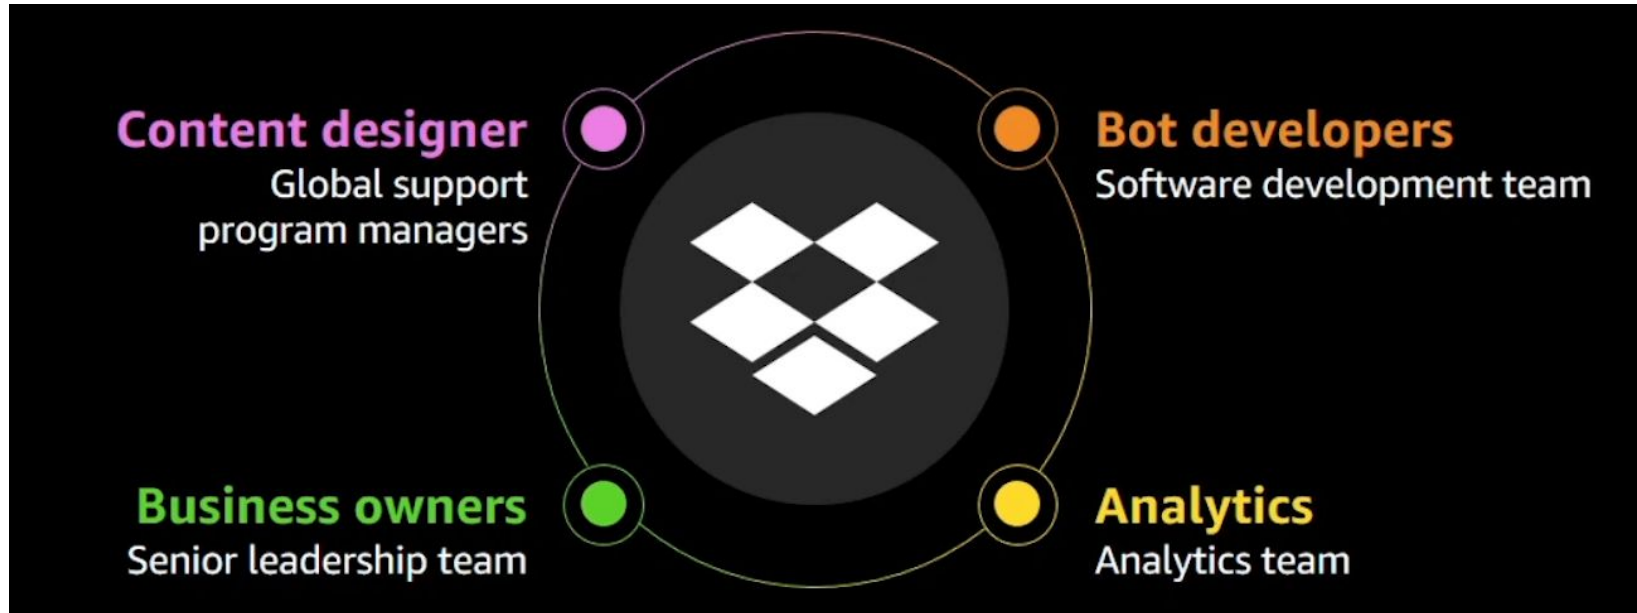 Content designer
Global support
program managers
Bot developers
Software development team
Business owners
Senior leadership team
Analytics
Analytics team